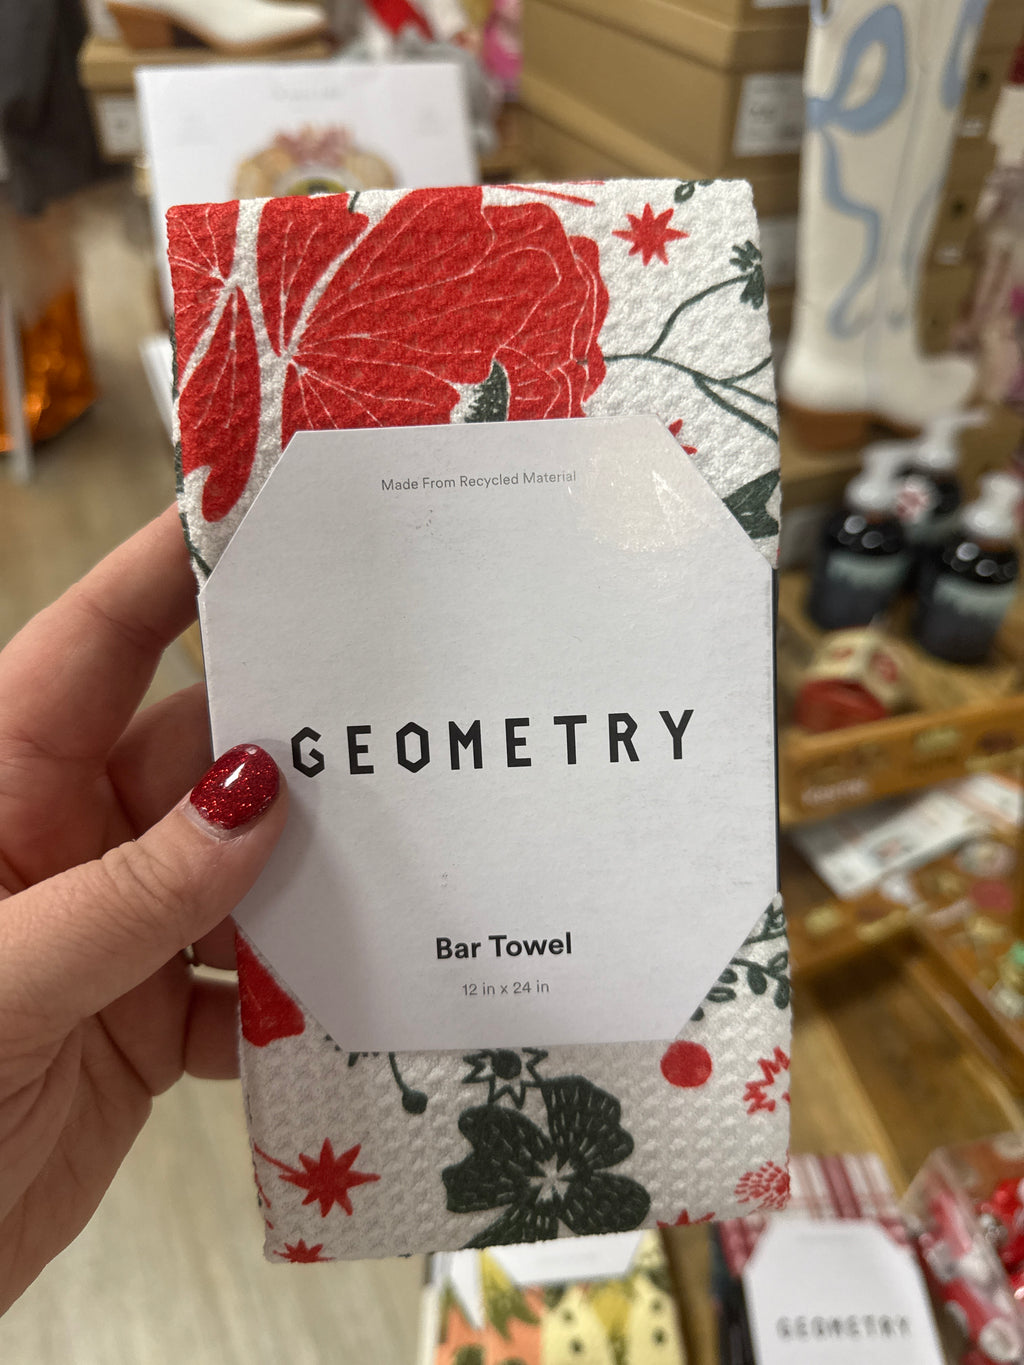 Made From Recycled Material
GEOMETRY
Bar Towel
12 in x 24 in
GEOMETRY